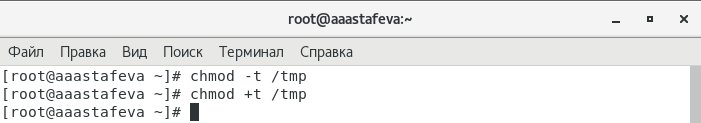 root@aaastafeva:~
Файл Правка Вид Поиск Терминал Справка
[root@aaastafeva ~]# chmod -t /tmp
[root@aaastafeva ~]# chmod +t /tmp
[root@aaastafeva ~]#